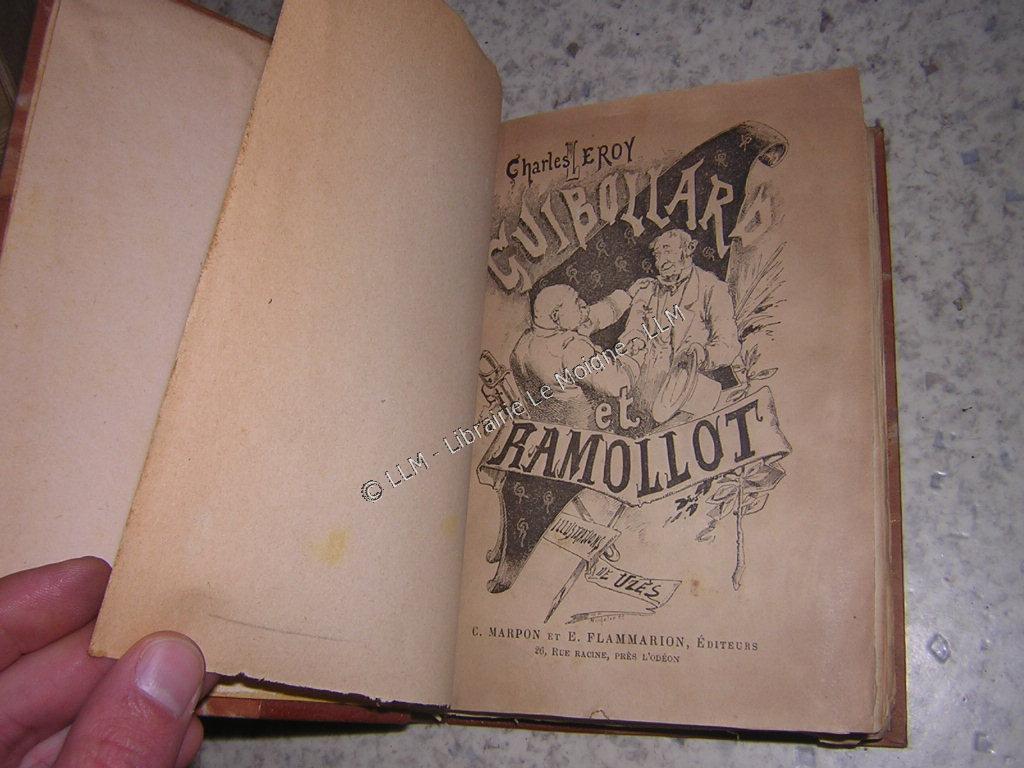 Charles LEROY
GUIBOLLARD
et
RAMOLLOT
ILLUSTRATIONS
DE UZÈS
C. MARPON ET E. FLAMMARION, ÉDITEURS
26, RUE RACINE, PRÈS L'ODÉON
© LLM - Librairie Le Moigne - LLM